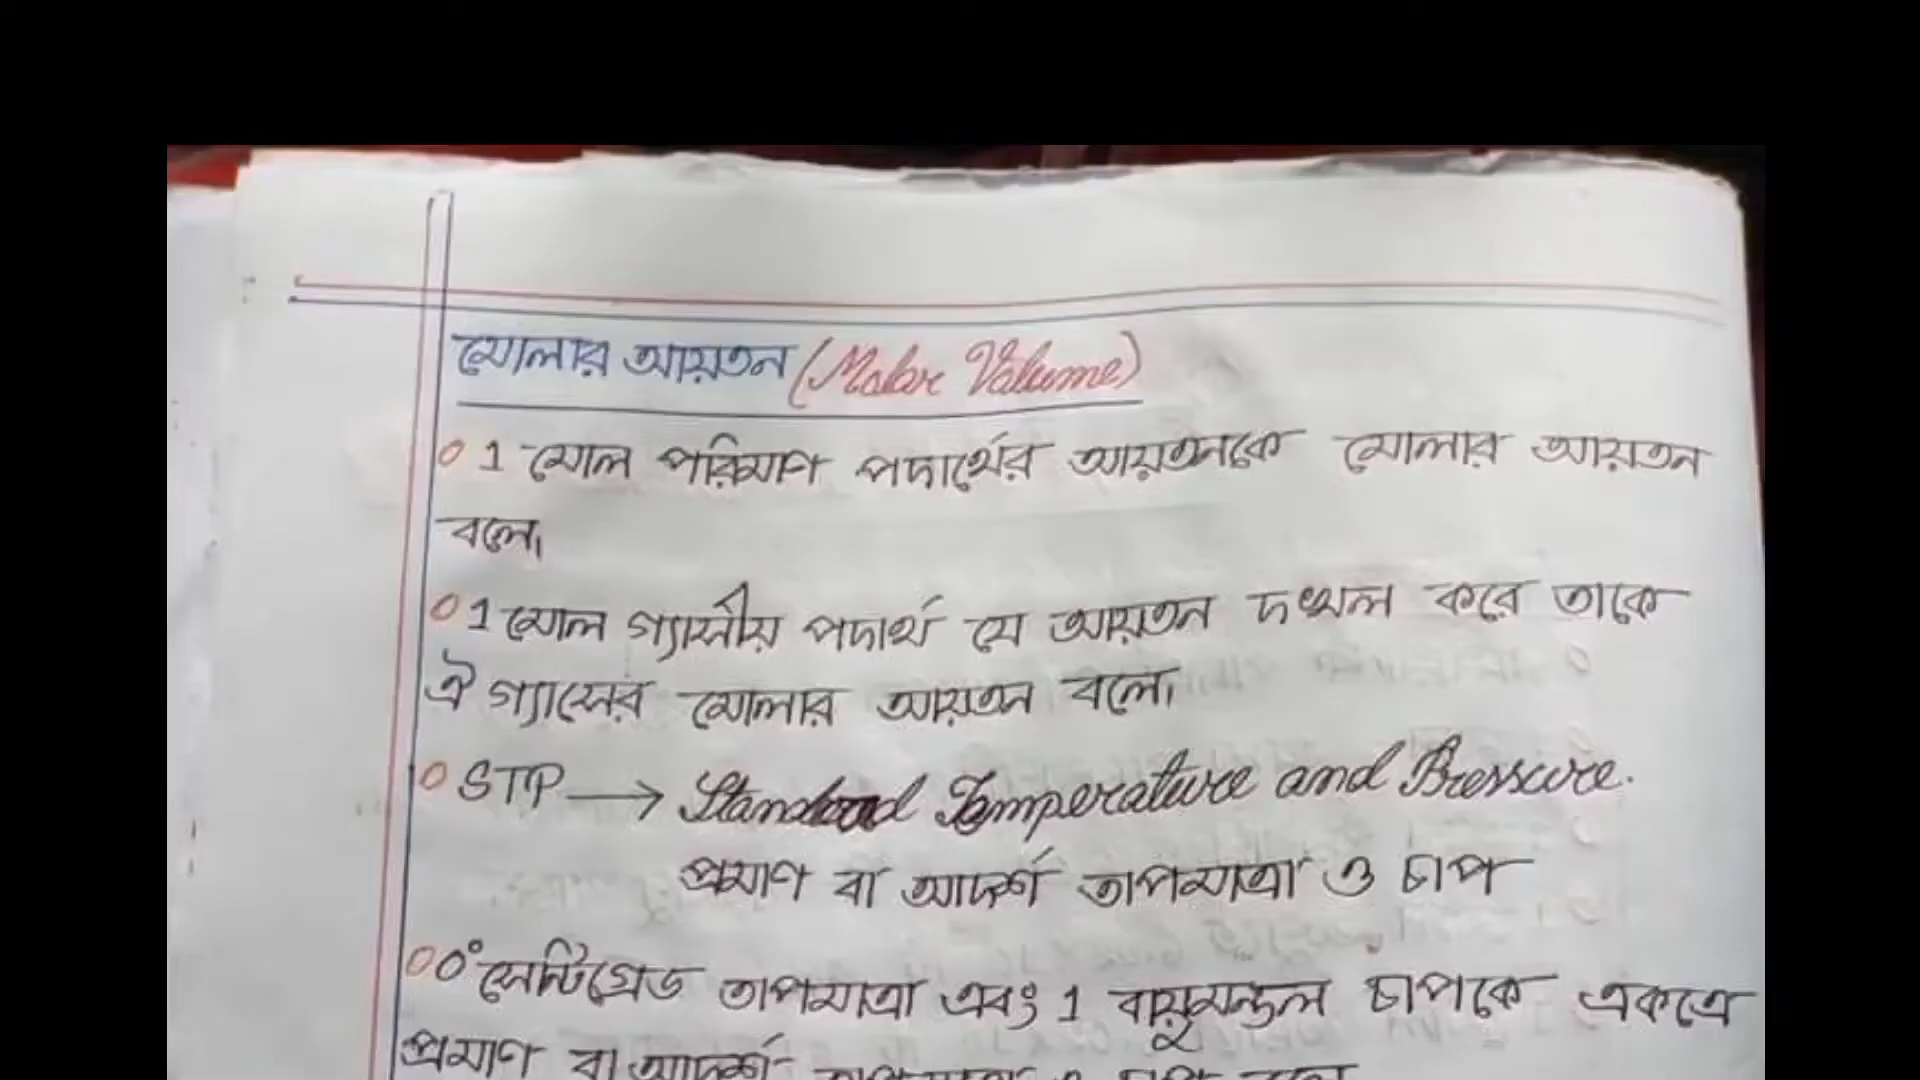 মোলার আয়তন (Molar Volume)
1 মোল পরিমাণ পদার্থের আয়তনকে মোলার আয়তন
বলে।
1 মোল গ্যাসীয় পদার্থ যে আয়তন দখল করে তাকে
ঐ গ্যাসের মোলার আয়তন বলে।
STP → Standard Temperature and Pressure.
প্রমাণ বা আদর্শ তাপমাত্রা ও চাপ
0° সেন্টিগ্রেড তাপমাত্রা এবং 1 বায়ুমন্ডল চাপকে একত্রে
প্রমাণ বা আদর্শ তাপমাত্রা ও চাপ বলে